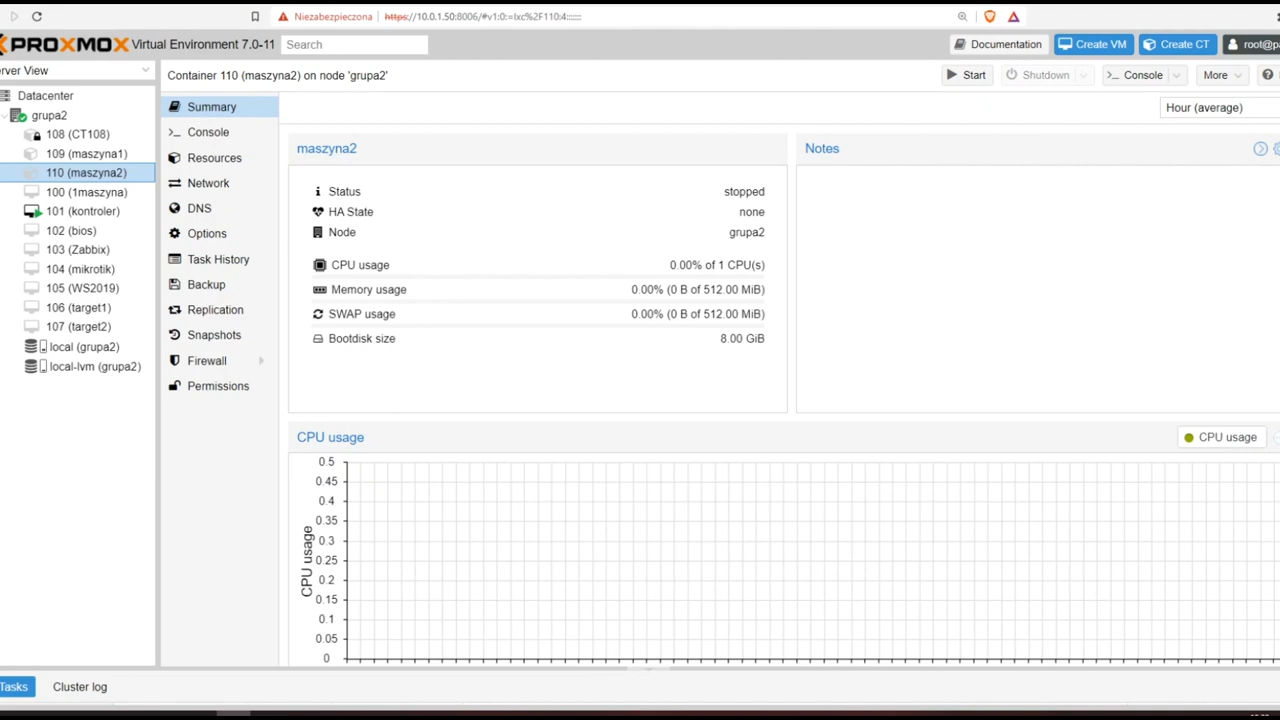 Niezabezpieczona https://10.0.1.50:8006/#v1:0:=lxc%2F110:4:::::::
PROXMOX Virtual Environment 7.0-11 Search Documentation Create VM Create CT root@pa
erver View
Container 110 (maszyna2) on node 'grupa2' Start Shutdown Console More
Datacenter
grupa2
108 (CT108)
109 (maszyna1)
110 (maszyna2)
100 (1maszyna)
101 (kontroler)
102 (bios)
103 (Zabbix)
104 (mikrotik)
105 (WS2019)
106 (target1)
107 (target2)
local (grupa2)
local-lvm (grupa2)
Summary
Console
Resources
Network
DNS
Options
Task History
Backup
Replication
Snapshots
Firewall
Permissions
Hour (average)
maszyna2
Status stopped
HA State none
Node grupa2
CPU usage 0.00% of 1 CPU(s)
Memory usage 0.00% (0 B of 512.00 MiB)
SWAP usage 0.00% (0 B of 512.00 MiB)
Bootdisk size 8.00 GiB
Notes
CPU usage
CPU usage
0.5
0.45
0.4
0.35
0.3
0.25
0.2
0.15
0.1
0.05
0
CPU usage
Tasks Cluster log